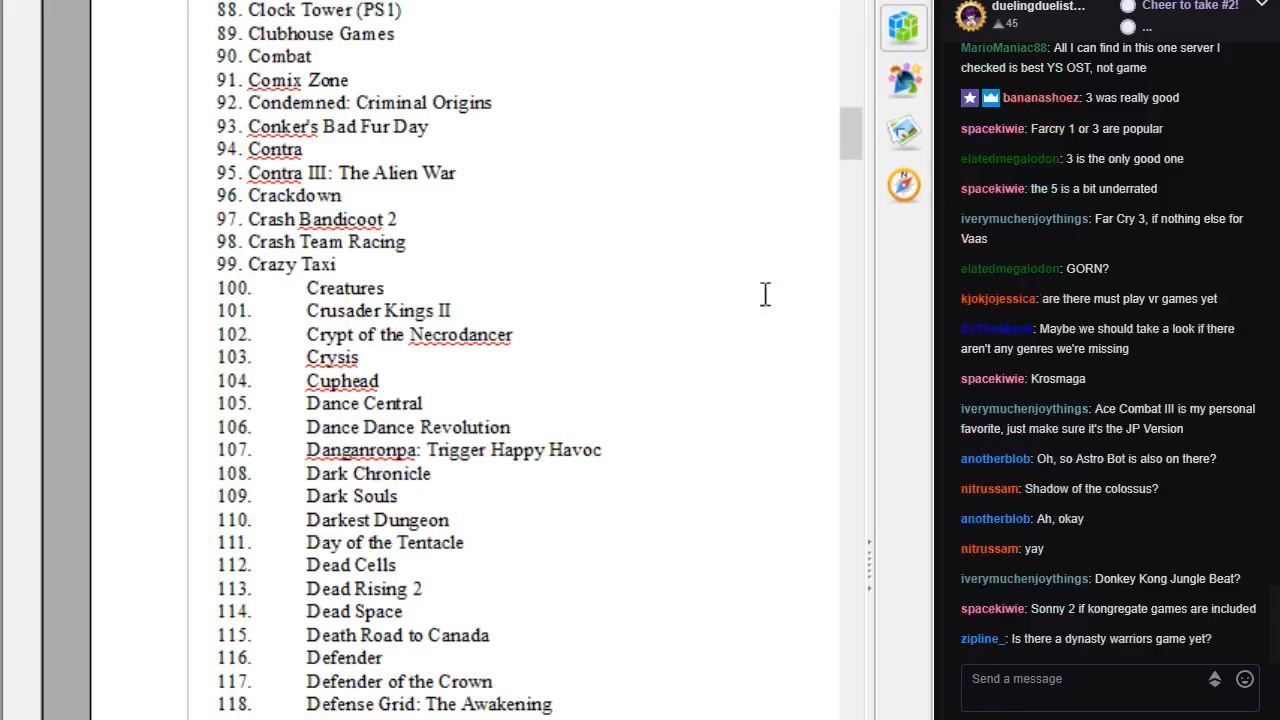 88. Clock Tower (PS1)
89. Clubhouse Games
90. Combat
91. Comix Zone
92. Condemned: Criminal Origins
93. Conker's Bad Fur Day
94. Contra
95. Contra III: The Alien War
96. Crackdown
97. Crash Bandicoot 2
98. Crash Team Racing
99. Crazy Taxi
100. Creatures
101. Crusader Kings II
102. Crypt of the Necrodancer
103. Crysis
104. Cuphead
105. Dance Central
106. Dance Dance Revolution
107. Danganronpa: Trigger Happy Havoc
108. Dark Chronicle
109. Dark Souls
110. Darkest Dungeon
111. Day of the Tentacle
112. Dead Cells
113. Dead Rising 2
114. Dead Space
115. Death Road to Canada
116. Defender
117. Defender of the Crown
118. Defense Grid: The Awakening
duelingduelist...
45
Cheer to take #2!
...
MarioManiac88: All I can find in this one server I
checked is best YS OST, not game
bananashoez: 3 was really good
spacekiwie: Farcry 1 or 3 are popular
elatedmegalodon: 3 is the only good one
spacekiwie: the 5 is a bit underrated
iverymuchenjoythings: Far Cry 3, if nothing else for
Vaas
elatedmegalodon: GORN?
kjokjojessica: are there must play vr games yet
ZoTheSkunk: Maybe we should take a look if there
aren't any genres we're missing
spacekiwie: Krosmaga
iverymuchenjoythings: Ace Combat III is my personal
favorite, just make sure it's the JP Version
anotherblob: Oh, so Astro Bot is also on there?
nitrussam: Shadow of the colossus?
anotherblob: Ah, okay
nitrussam: yay
iverymuchenjoythings: Donkey Kong Jungle Beat?
spacekiwie: Sonny 2 if kongregate games are included
zipline_: Is there a dynasty warriors game yet?
Send a message